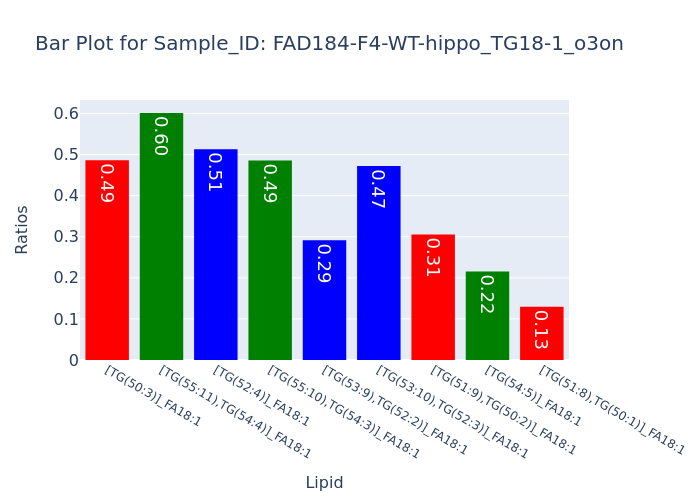 Bar Plot for Sample_ID: FAD184-F4-WT-hippo_TG18-1_o3on
Ratios
0.6
0.5
0.4
0.3
0.2
0.1
0
0.49
0.60
0.51
0.49
0.29
0.47
0.31
0.22
0.13
[TG(50:3)]_FA18:1
[TG(55:11),TG(54:4)]_FA18:1
[TG(52:4)]_FA18:1
[TG(55:10),TG(54:3)]_FA18:1
[TG(53:9),TG(52:2)]_FA18:1
[TG(53:10),TG(52:3)]_FA18:1
[TG(51:9),TG(50:2)]_FA18:1
[TG(54:5)]_FA18:1
[TG(51:8),TG(50:1)]_FA18:1
Lipid